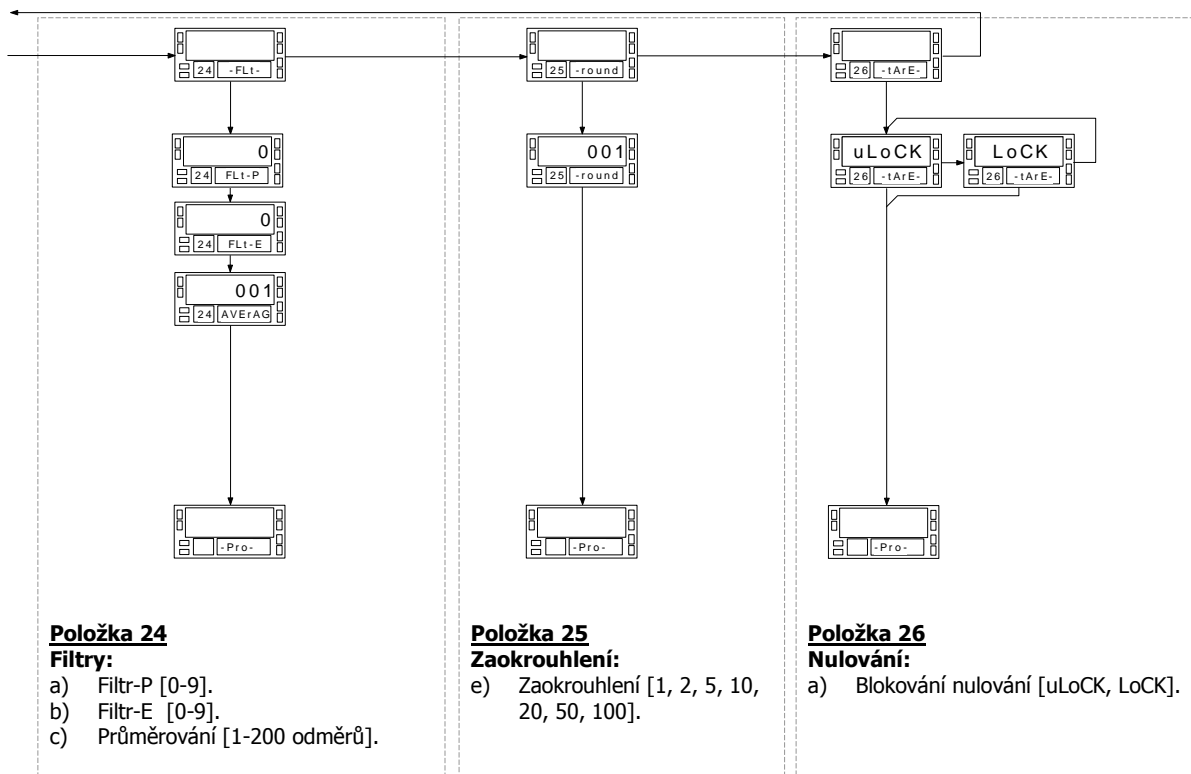 24 -FLt-
25 -round
26 -tArE-
0
24 FLt-P
0
24 FLt-E
001
24 AVErAG
001
25 -round
uLoCK
26 -tArE-
LoCK
26 -tArE-
-Pro-
-Pro-
-Pro-
Položka 24
Filtry:
a) Filtr-P [0-9].
b) Filtr-E [0-9].
c) Průměrování [1-200 odměrů].
Položka 25
Zaokrouhlení:
e) Zaokrouhlení [1, 2, 5, 10,
20, 50, 100].
Položka 26
Nulování:
a) Blokování nulování [uLoCK, LoCK].